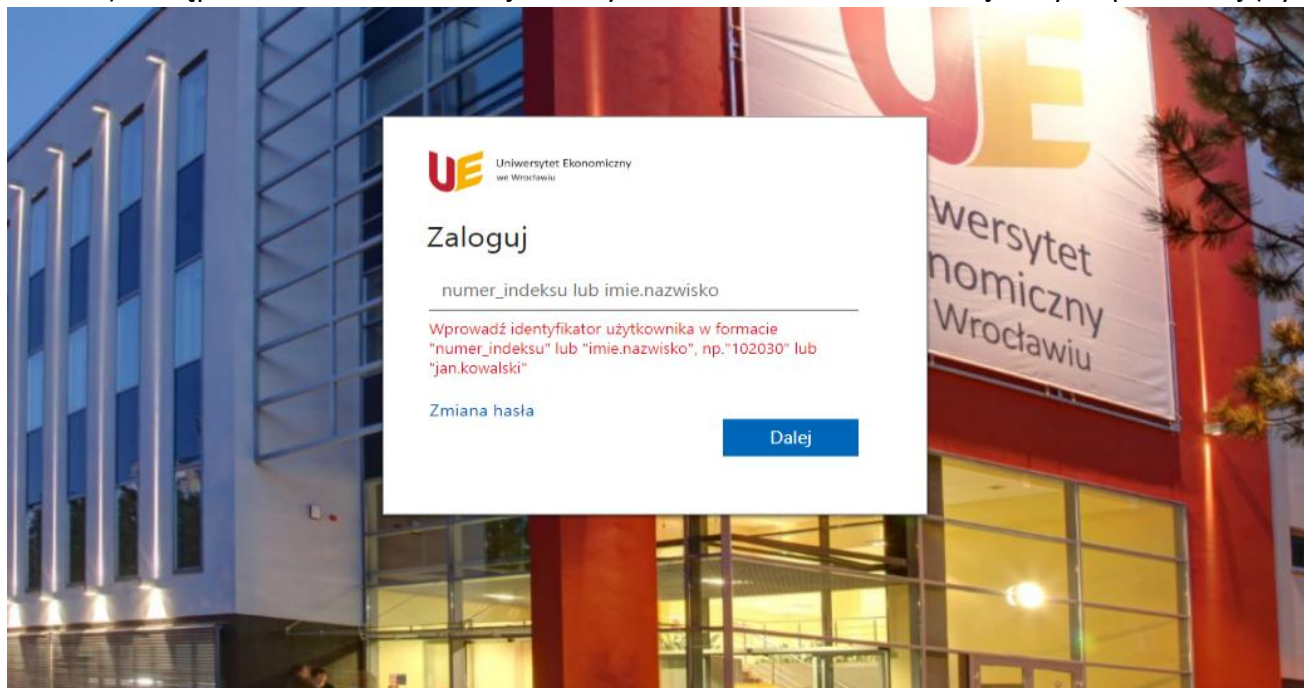 UE
Uniwersytet Ekonomiczny
we Wrocławiu
Zaloguj
numer_indeksu lub imie.nazwisko
Wprowadź identyfikator użytkownika w formacie
"numer_indeksu" lub "imie.nazwisko", np."102030" lub
"jan.kowalski"
Zmiana hasła
Dalej
UE
wersytet
nomiczny
Wrocławiu